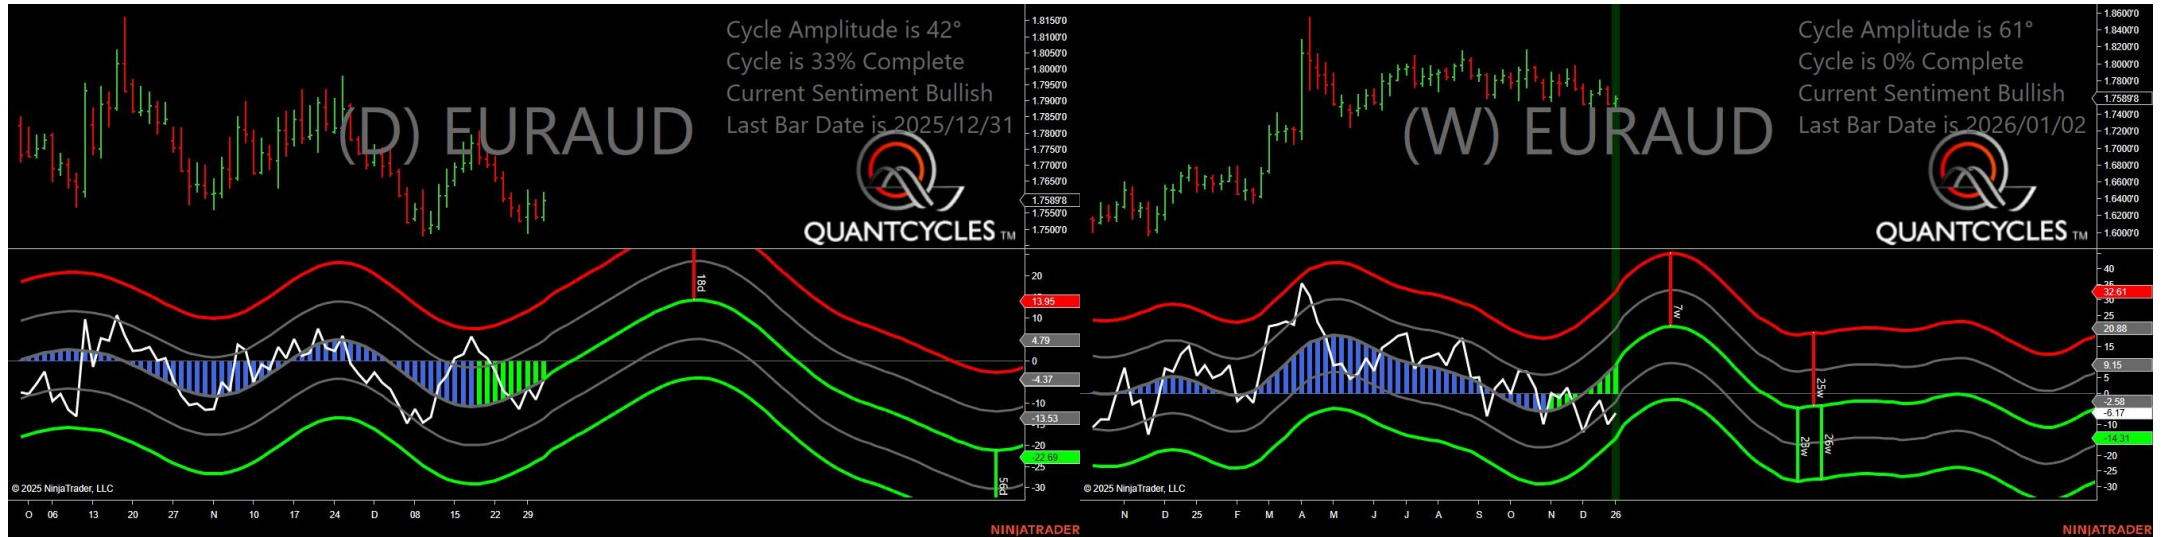 Cycle Amplitude is 42°
Cycle is 33% Complete
Current Sentiment Bullish
Last Bar Date is 2025/12/31
(D) EURAUD
QUANTCYCLES TM
1.8150'0
1.8100'0
1.8050'0
1.8000'0
1.7950'0
1.7900'0
1.7850'0
1.7800'0
1.7750'0
1.7700'0
1.7650'0
1.7589'8
1.7550'0
1.7500'0
18d
56d
20
13.95
10
4.79
0
-4.37
-10
-13.53
-20
-22.69
-25
-30
© 2025 NinjaTrader, LLC
O 06 13 20 27 N 10 17 24 D 08 15 22 29
NINJATRADER
Cycle Amplitude is 61°
Cycle is 0% Complete
Current Sentiment Bullish
Last Bar Date is 2026/01/02
(W) EURAUD
QUANTCYCLES TM
1.8600'0
1.8400'0
1.8200'0
1.8000'0
1.7800'0
1.7589'8
1.7400'0
1.7200'0
1.7000'0
1.6800'0
1.6600'0
1.6400'0
1.6200'0
1.6000'0
7w
25w
28w
26w
40
32.61
30
25
20.88
15
9.15
5
-2.58
-6.17
-10
-14.31
-20
-25
-30
© 2025 NinjaTrader, LLC
N D 25 F M A M J J A S O N D 26
NINJATRADER